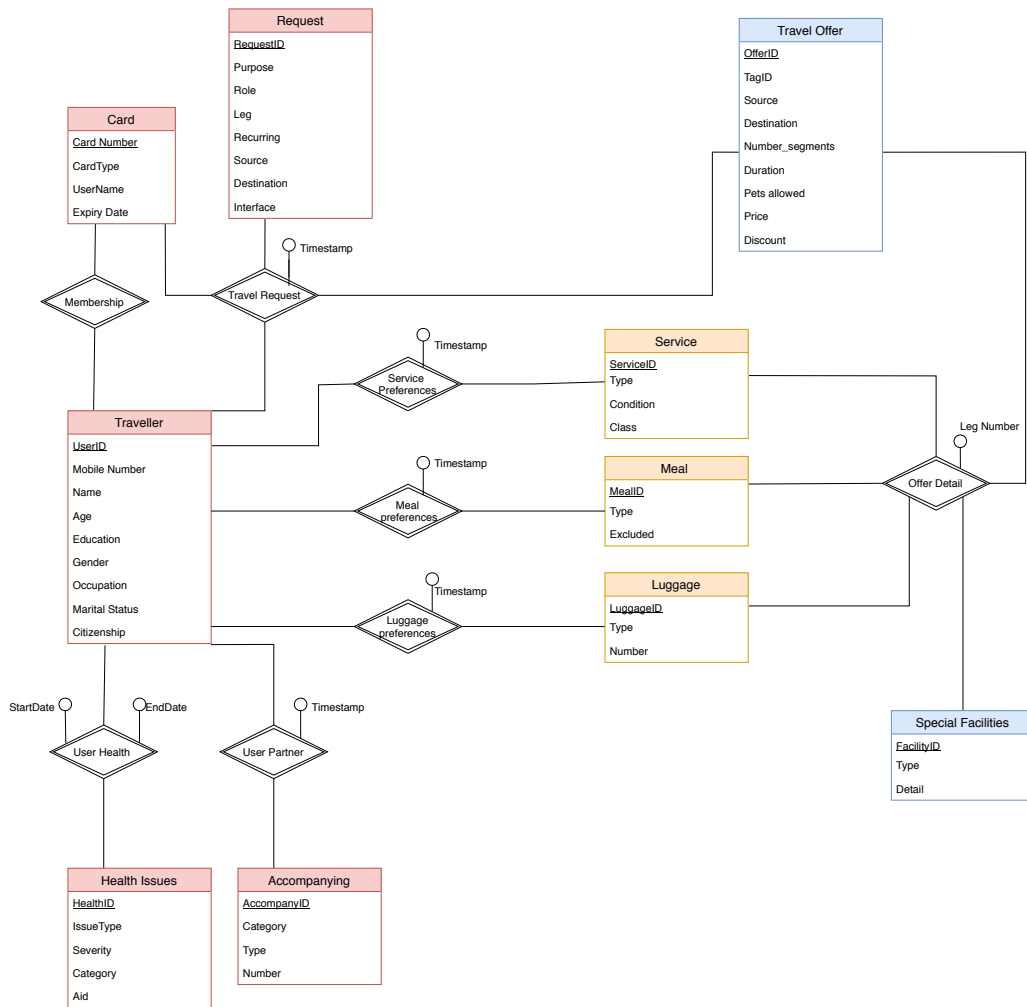 Request
RequestID
Purpose
Role
Leg
Recurring
Source
Destination
Interface
Travel Offer
OfferID
TagID
Source
Destination
Number_segments
Duration
Pets allowed
Price
Discount
Card
Card Number
CardType
UserName
Expiry Date
Timestamp
Membership
Travel Request
Timestamp
Service
Preferences
Service
ServiceID
Type
Condition
Class
Traveller
UserID
Mobile Number
Name
Age
Education
Gender
Occupation
Marital Status
Citizenship
Timestamp
Meal
preferences
Meal
MealID
Type
Excluded
Leg Number
Offer Detail
Timestamp
Luggage
preferences
Luggage
LuggageID
Type
Number
StartDate
EndDate
User Health
Timestamp
User Partner
Special Facilities
FacilityID
Type
Detail
Health Issues
HealthID
IssueType
Severity
Category
Aid
Accompanying
AccompanyID
Category
Type
Number